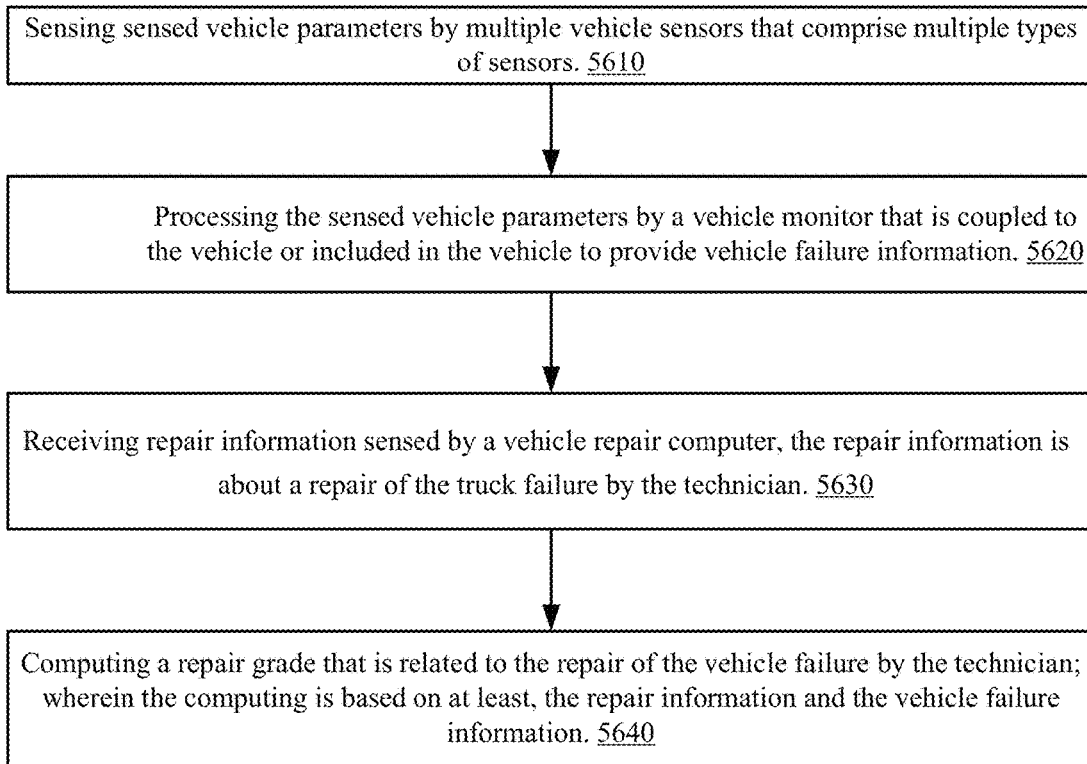 Sensing sensed vehicle parameters by multiple vehicle sensors that comprise multiple types
of sensors. 5610
Processing the sensed vehicle parameters by a vehicle monitor that is coupled to
the vehicle or included in the vehicle to provide vehicle failure information. 5620
Receiving repair information sensed by a vehicle repair computer, the repair information is
about a repair of the truck failure by the technician. 5630
Computing a repair grade that is related to the repair of the vehicle failure by the technician;
wherein the computing is based on at least, the repair information and the vehicle failure
information. 5640